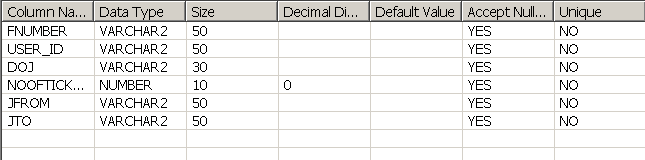 Column Na... Data Type Size Decimal Di... Default Value Accept Null... Unique
FNUMBER VARCHAR2 50 YES NO
USER_ID VARCHAR2 50 YES NO
DOJ VARCHAR2 30 YES NO
NOOFTICK... NUMBER 10 0 YES NO
JFROM VARCHAR2 50 YES NO
JTO VARCHAR2 50 YES NO